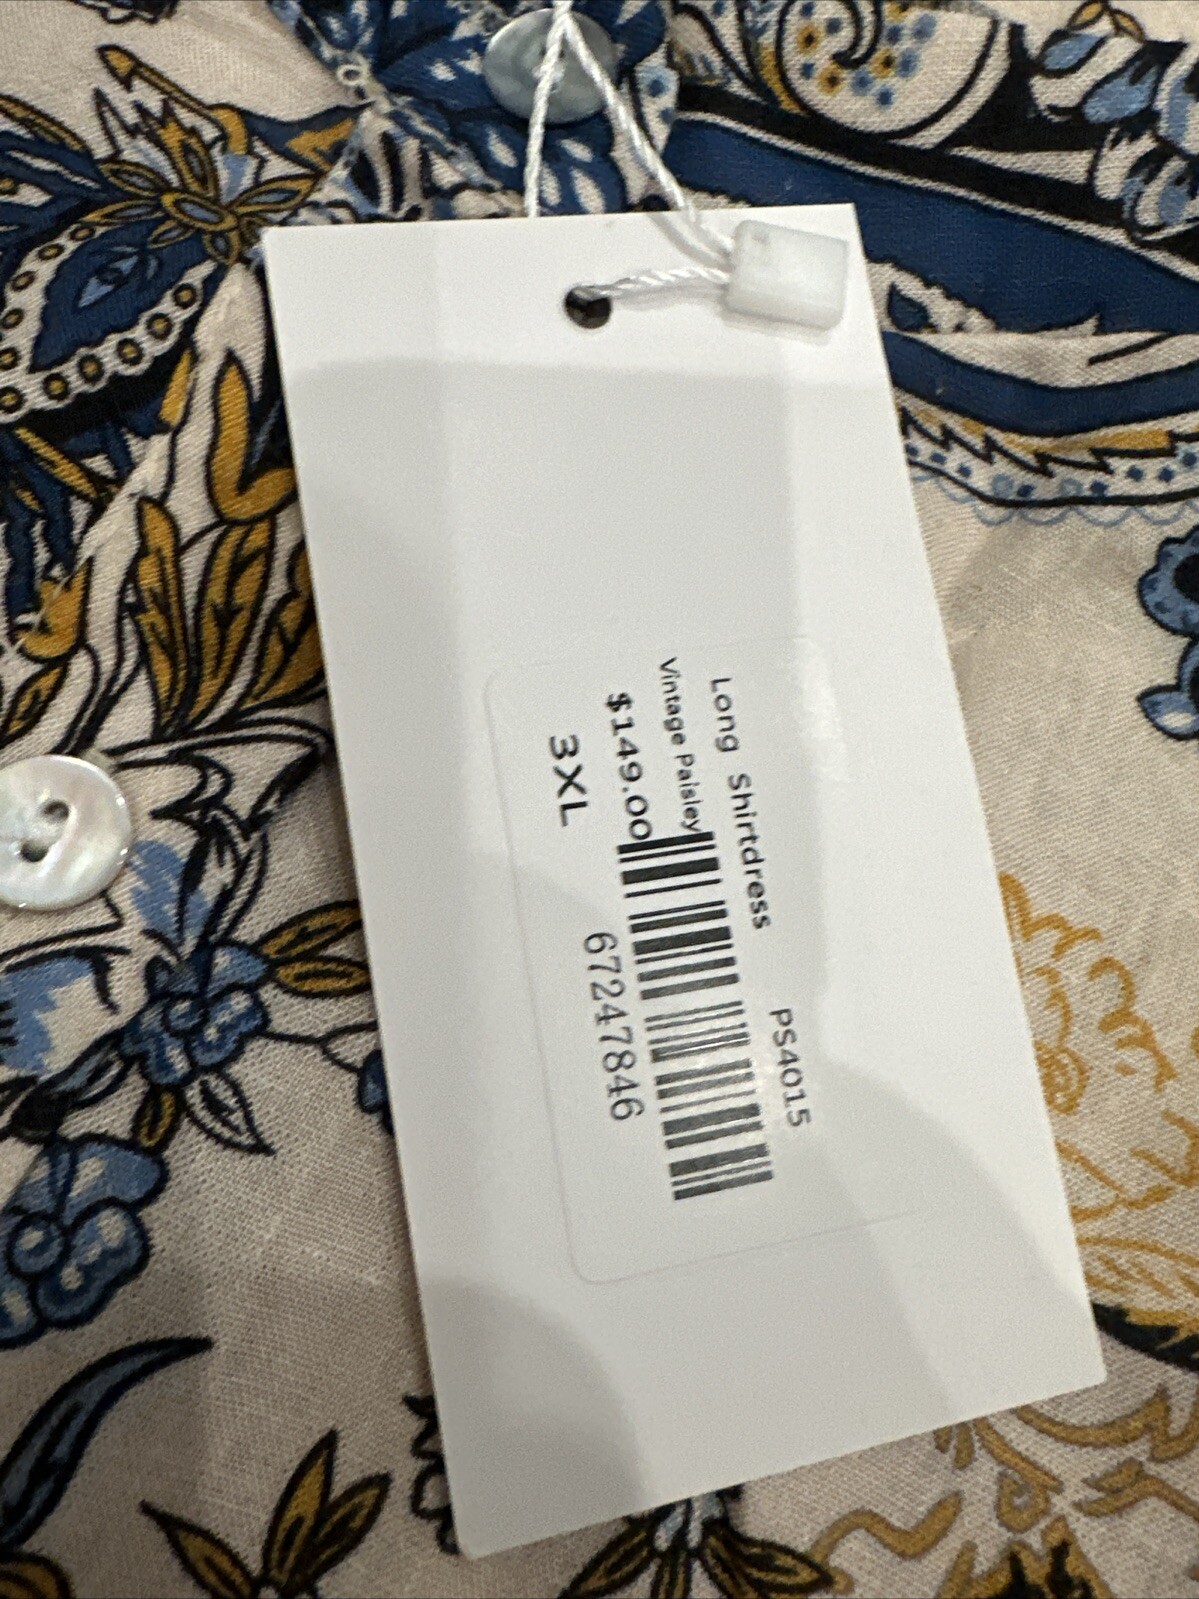 Long Shirtdress PS4015
Vintage Paisley
$149.00
3XL 67247846